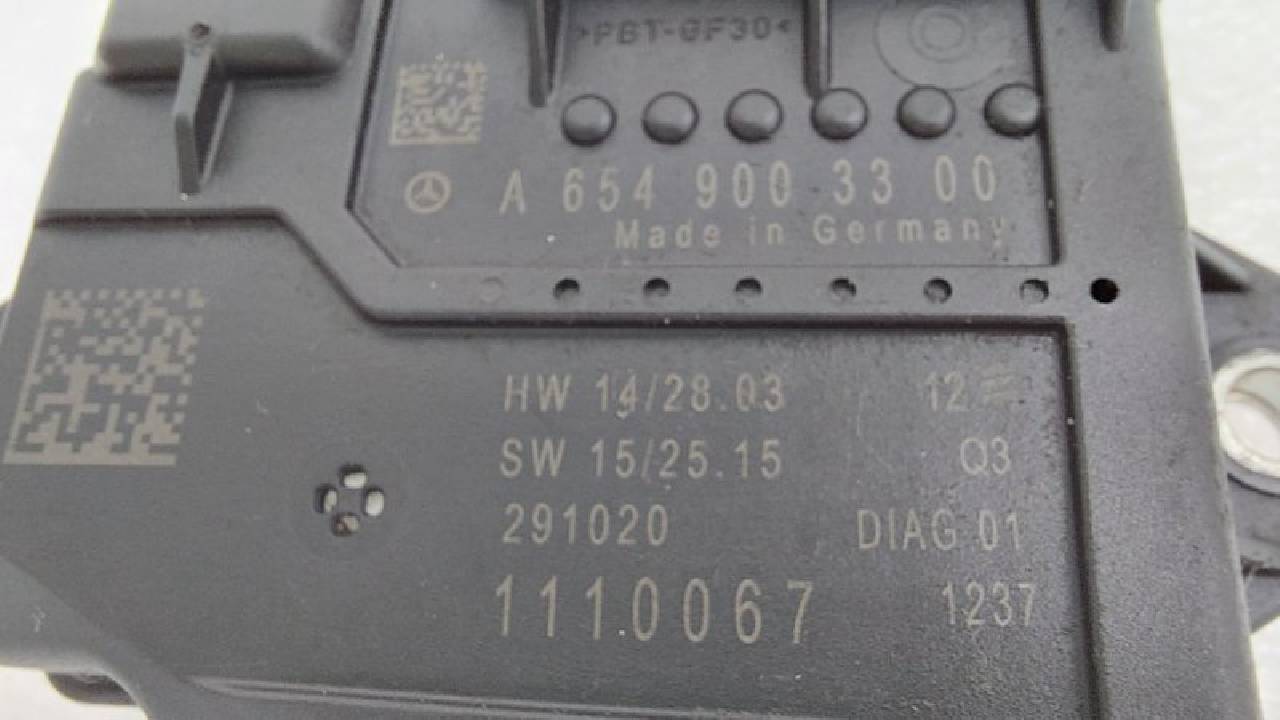 >PBT-GF30<
A 654 900 33 00
Made in Germany
HW 14/28.03 12 ⎓
SW 15/25.15 Q3
291020 DIAG 01
1110067 1237